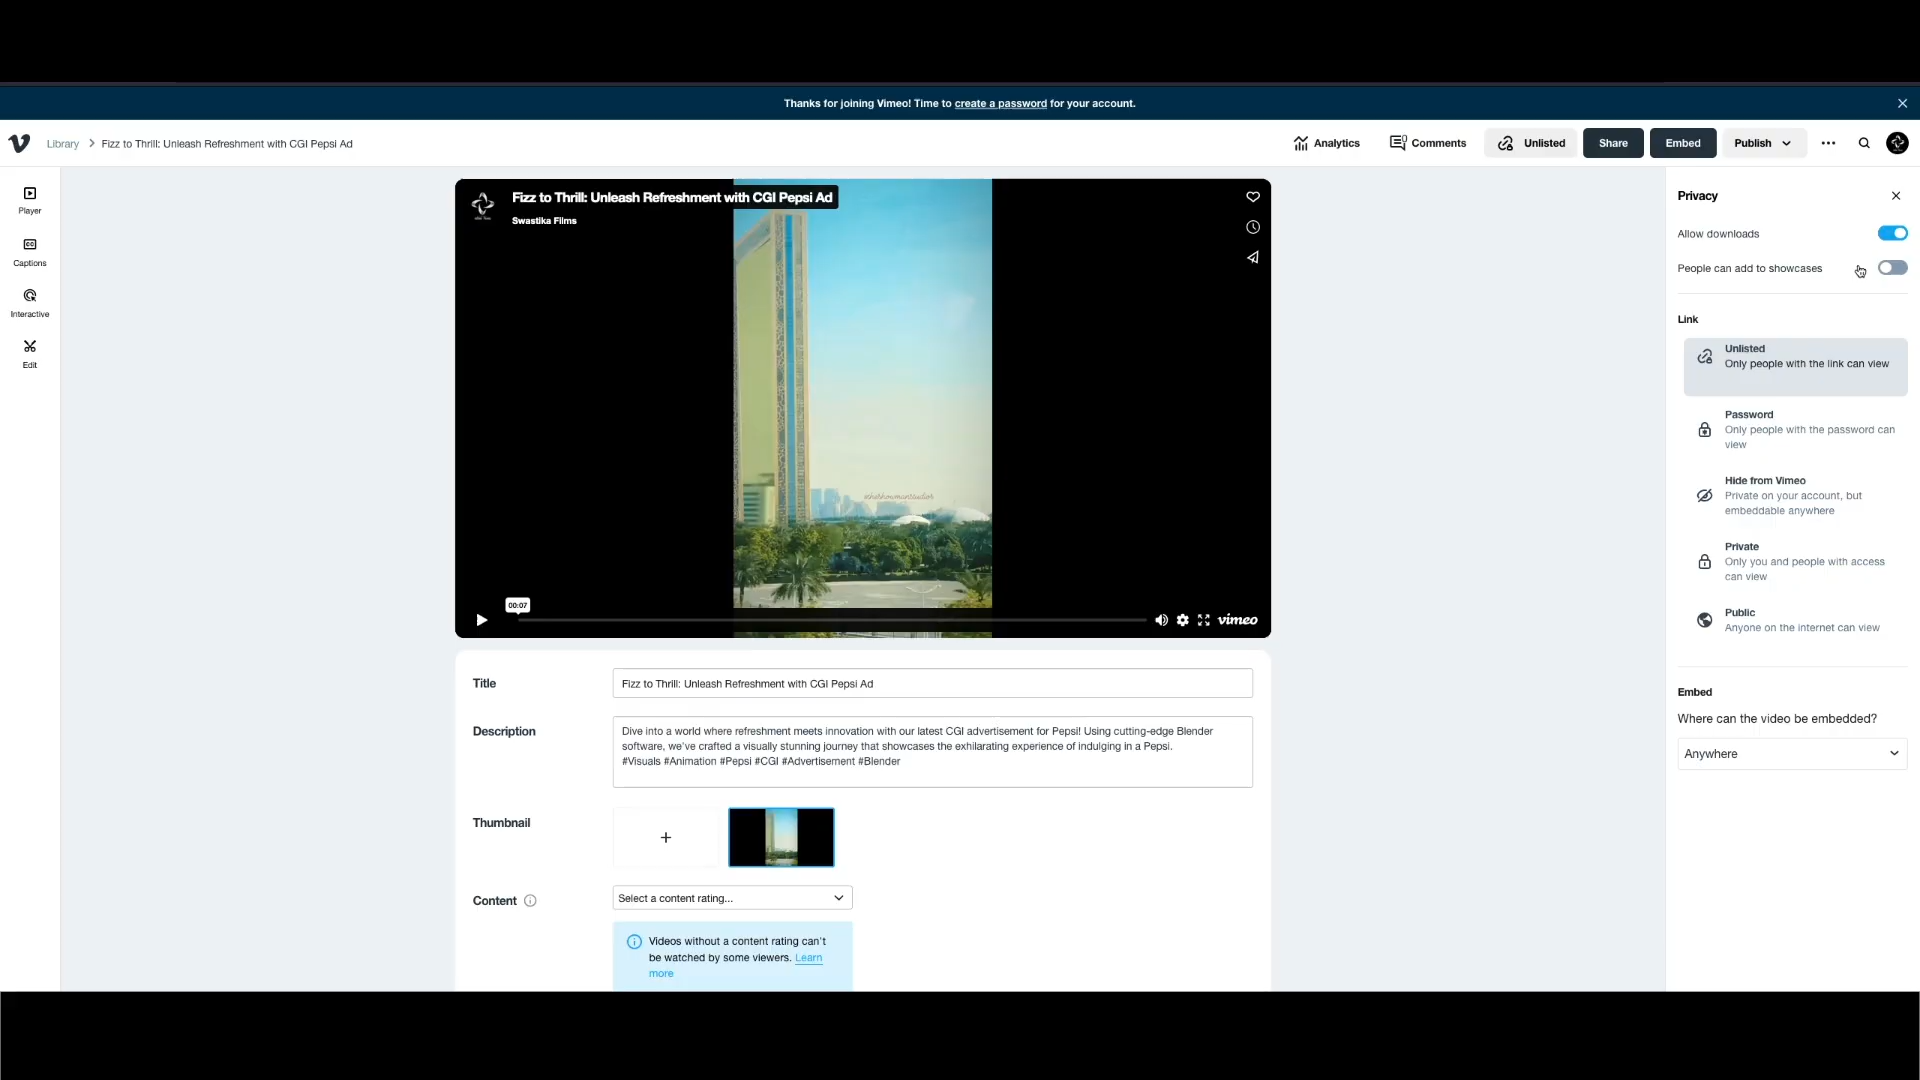 Thanks for joining Vimeo! Time to create a password for your account.
Library
Fizz to Thrill: Unleash Refreshment with CGI Pepsi Ad
Analytics
Comments
Unlisted
Share
Embed
Publish
Player
Captions
Interactive
Edit
Fizz to Thrill: Unleash Refreshment with CGI Pepsi Ad
Swastika Films
00:07
vimeo
Title
Fizz to Thrill: Unleash Refreshment with CGI Pepsi Ad
Description
Dive into a world where refreshment meets innovation with our latest CGI advertisement for Pepsi! Using cutting-edge Blender
software, we've crafted a visually stunning journey that showcases the exhilarating experience of indulging in a Pepsi.
#Visuals #Animation #Pepsi #CGI #Advertisement #Blender
Thumbnail
Content
Select a content rating...
Videos without a content rating can't
be watched by some viewers. Learn
more
Privacy
Allow downloads
People can add to showcases
Link
Unlisted
Only people with the link can view
Password
Only people with the password can
view
Hide from Vimeo
Private on your account, but
embeddable anywhere
Private
Only you and people with access
can view
Public
Anyone on the internet can view
Embed
Where can the video be embedded?
Anywhere